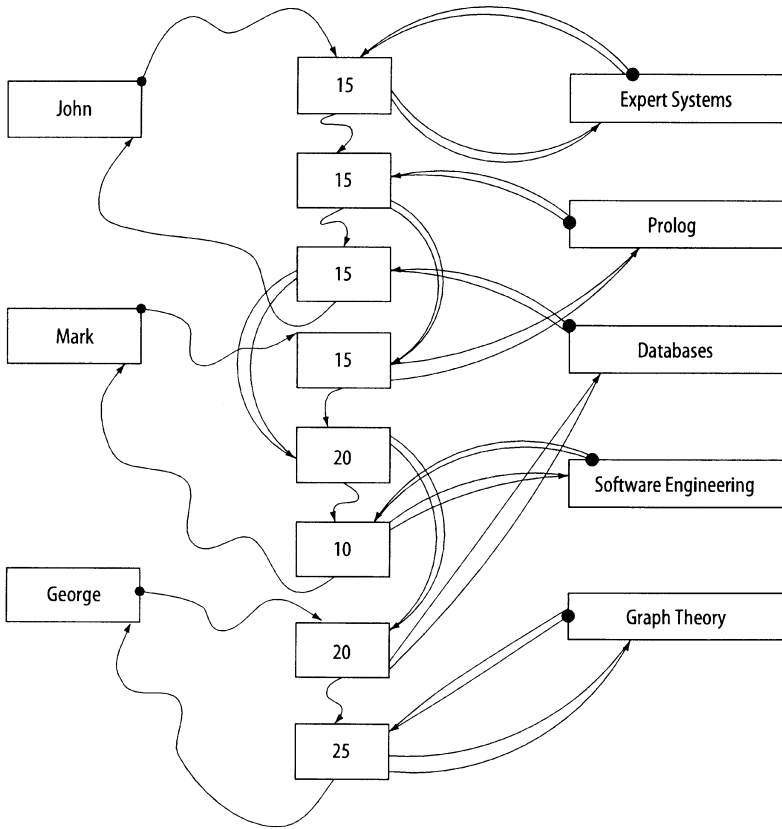 John
Mark
George
15
15
15
15
20
10
20
25
Expert Systems
Prolog
Databases
Software Engineering
Graph Theory